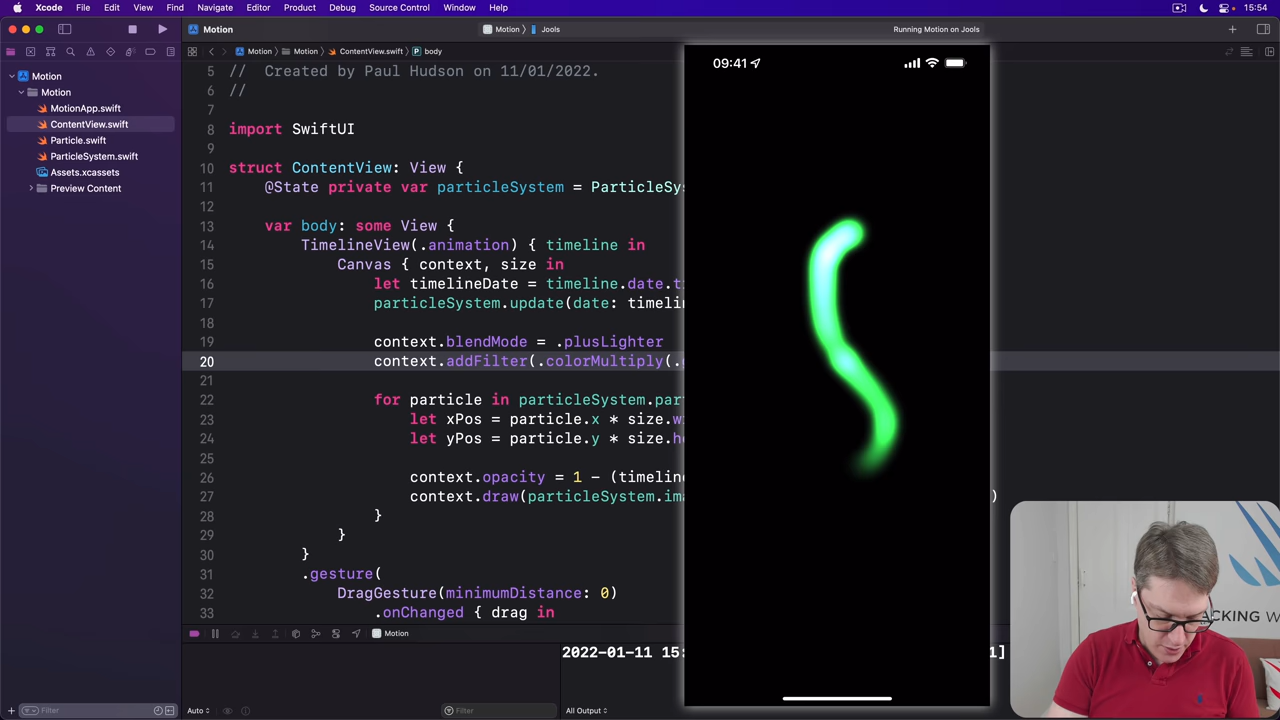 Xcode File Edit View Find Navigate Editor Product Debug Source Control Window Help 15:54
Motion Motion Jools Running Motion on Jools
Motion Motion ContentView.swift body
Motion
Motion
MotionApp.swift
ContentView.swift
Particle.swift
ParticleSystem.swift
Assets.xcassets
Preview Content
5 // Created by Paul Hudson on 11/01/2022.
6 //
7
8 import SwiftUI
9
10 struct ContentView: View {
11 @State private var particleSystem = ParticleSys
12
13 var body: some View {
14 TimelineView(.animation) { timeline in
15 Canvas { context, size in
16 let timelineDate = timeline.date.t
17 particleSystem.update(date: timelin
18
19 context.blendMode = .plusLighter
20 context.addFilter(.colorMultiply(.
21
22 for particle in particleSystem.par
23 let xPos = particle.x * size.w
24 let yPos = particle.y * size.h
25
26 context.opacity = 1 - (timeline
27 context.draw(particleSystem.ima )
28 }
29 }
30 }
31 .gesture(
32 DragGesture(minimumDistance: 0)
33 .onChanged { drag in
09:41
Motion
2022-01-11 15: 1]
Filter
Auto
Filter
All Output
ACKING W